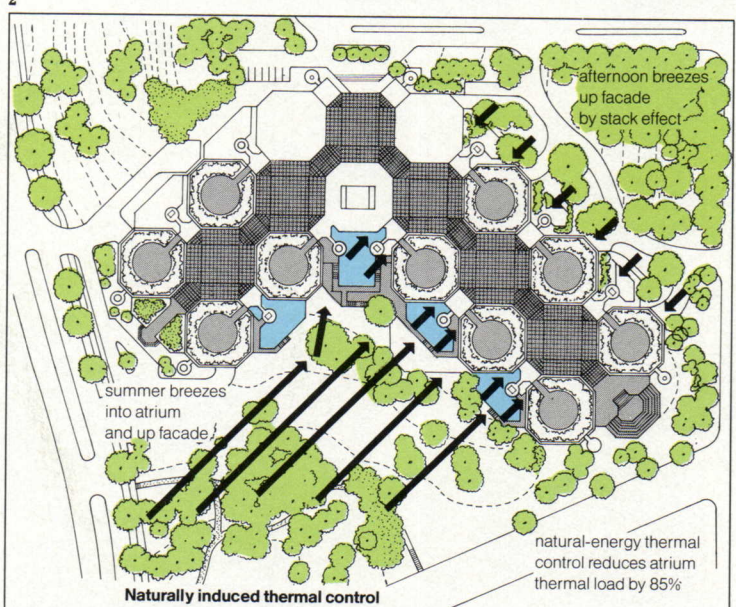 2
afternoon breezes
up facade
by stack effect
summer breezes
into atrium
and up facade
natural-energy thermal
control reduces atrium
thermal load by 85%
Naturally induced thermal control